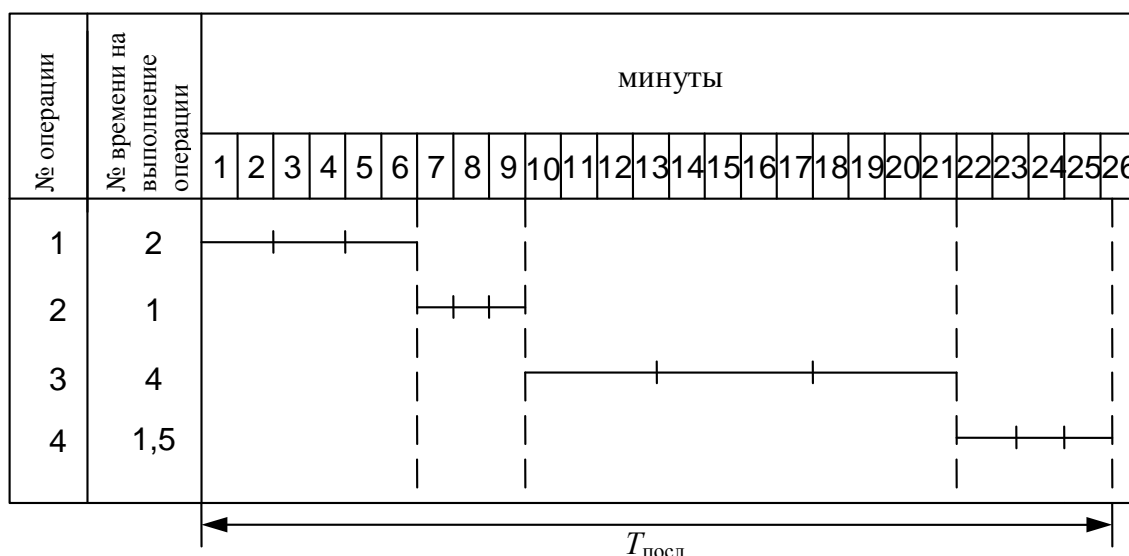 № операции
№ времени на
выполнение
операции
минуты
1 2 3 4 5 6 7 8 9 10 11 12 13 14 15 16 17 18 19 20 21 22 23 24 25 26
1 2
2 1
3 4
4 1,5
Tпосл